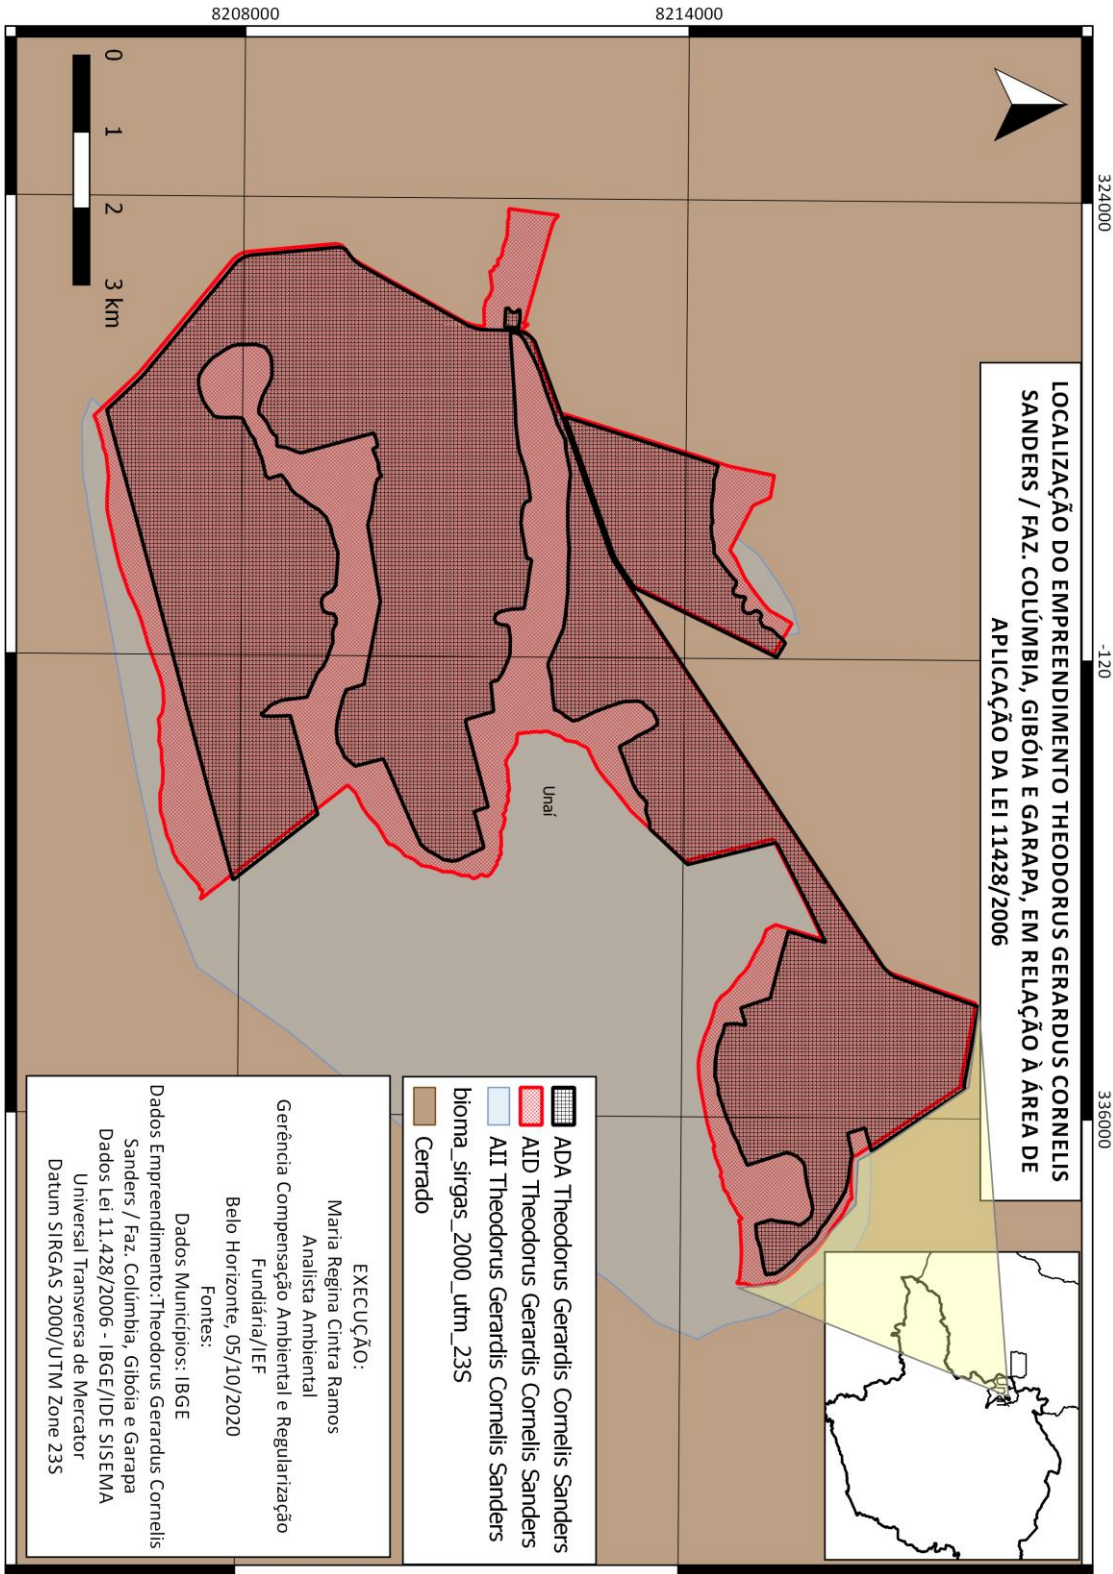 8208000
8214000
324000
-120
336000
LOCALIZAÇÃO DO EMPREENDIMENTO THEODORUS GERARDUS CORNELIS
SANDERS / FAZ. COLÚMBIA, GIBÓIA E GARAPA, EM RELAÇÃO À ÁREA DE
APLICAÇÃO DA LEI 11428/2006
Unaí
0 1 2 3 km
ADA Theodorus Gerardis Cornelis Sanders
AID Theodorus Gerardis Cornelis Sanders
AII Theodorus Gerardis Cornelis Sanders
bioma_sirgas_2000_utm_23S
Cerrado
EXECUÇÃO:
Maria Regina Cintra Ramos
Analista Ambiental
Gerência Compensação Ambiental e Regularização
Fundiária/IEF
Belo Horizonte, 05/10/2020
Fontes:
Dados Municípios: IBGE
Dados Empreendimento:Theodorus Gerardus Cornelis
Sanders / Faz. Colúmbia, Gibóia e Garapa
Dados Lei 11.428/2006 - IBGE/IDE SISEMA
Universal Transversa de Mercator
Datum SIRGAS 2000/UTM Zone 23S